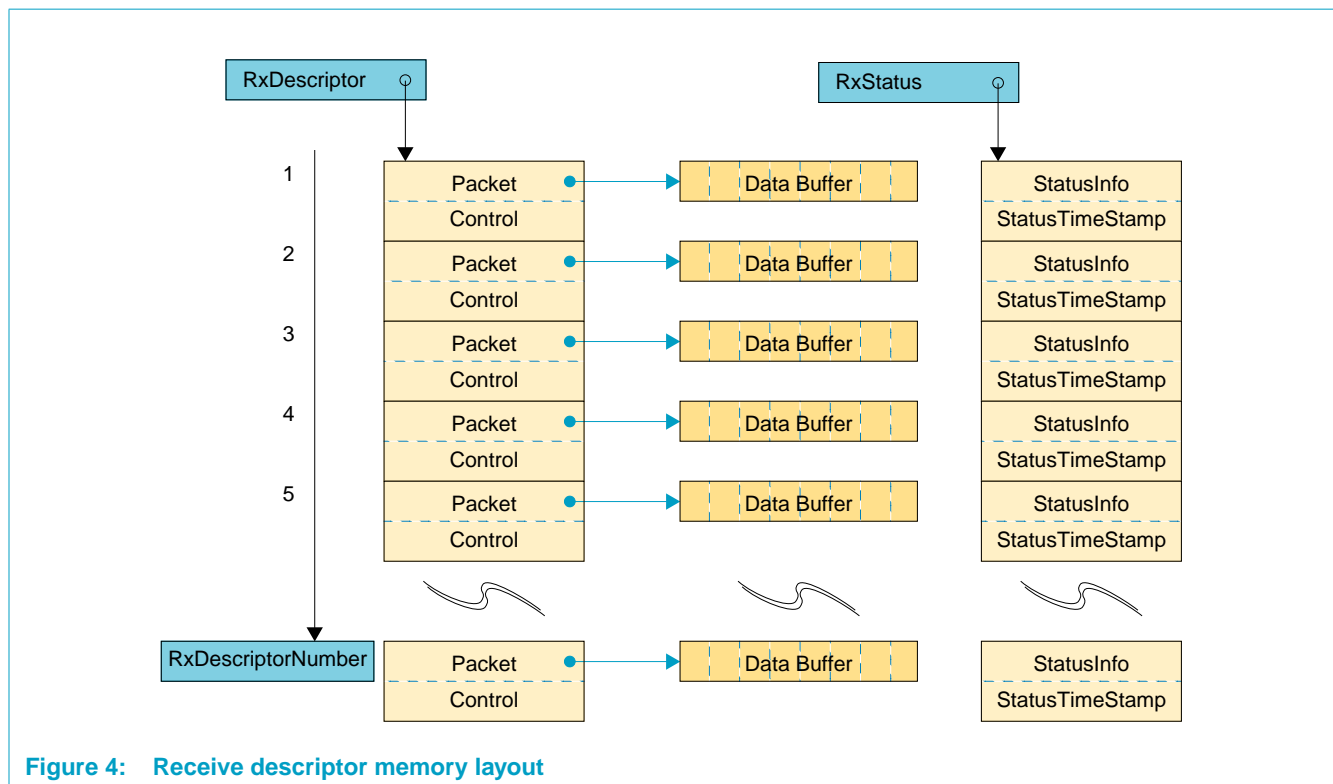 RxDescriptor
RxStatus
1
Packet
Data Buffer
StatusInfo
Control
StatusTimeStamp
2
Packet
Data Buffer
StatusInfo
Control
StatusTimeStamp
3
Packet
Data Buffer
StatusInfo
Control
StatusTimeStamp
4
Packet
Data Buffer
StatusInfo
Control
StatusTimeStamp
5
Packet
Data Buffer
StatusInfo
Control
StatusTimeStamp
RxDescriptorNumber
Packet
Data Buffer
StatusInfo
Control
StatusTimeStamp
Figure 4: Receive descriptor memory layout